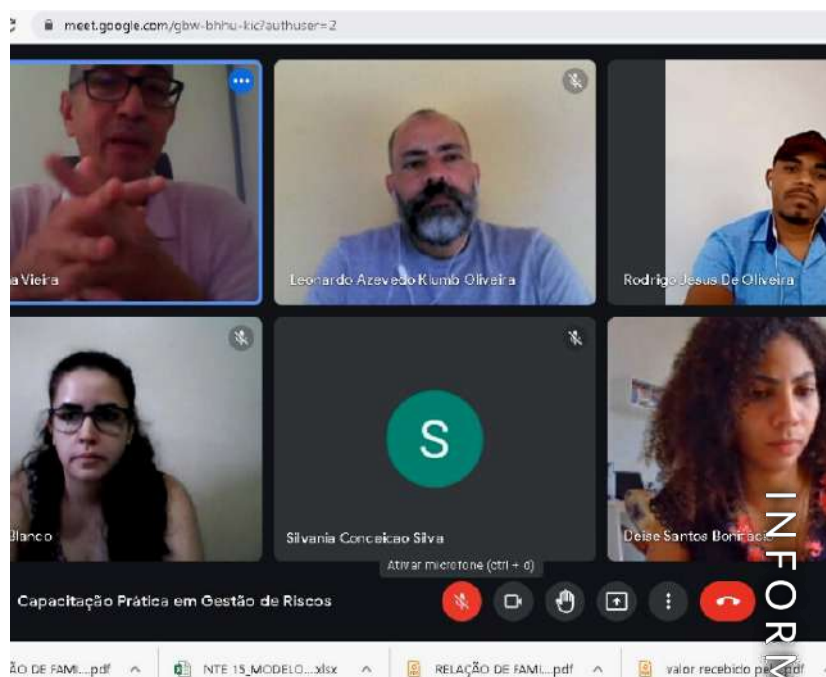 meet.google.com/gbw-bhhu-kic?authuser=2
a Vieira
Leonardo Azevedo Klumb Oliveira
Rodrigo Jesus De Oliveira
Blanco
S
Silvania Conceicao Silva
Deise Santos Bonifácio
Ativar microfone (ctrl + d)
Capacitação Prática em Gestão de Riscos
ÃO DE FAMI....pdf
NTE 15_MODELO....xlsx
RELAÇÃO DE FAMI....pdf
valor recebido pdf
INFORM